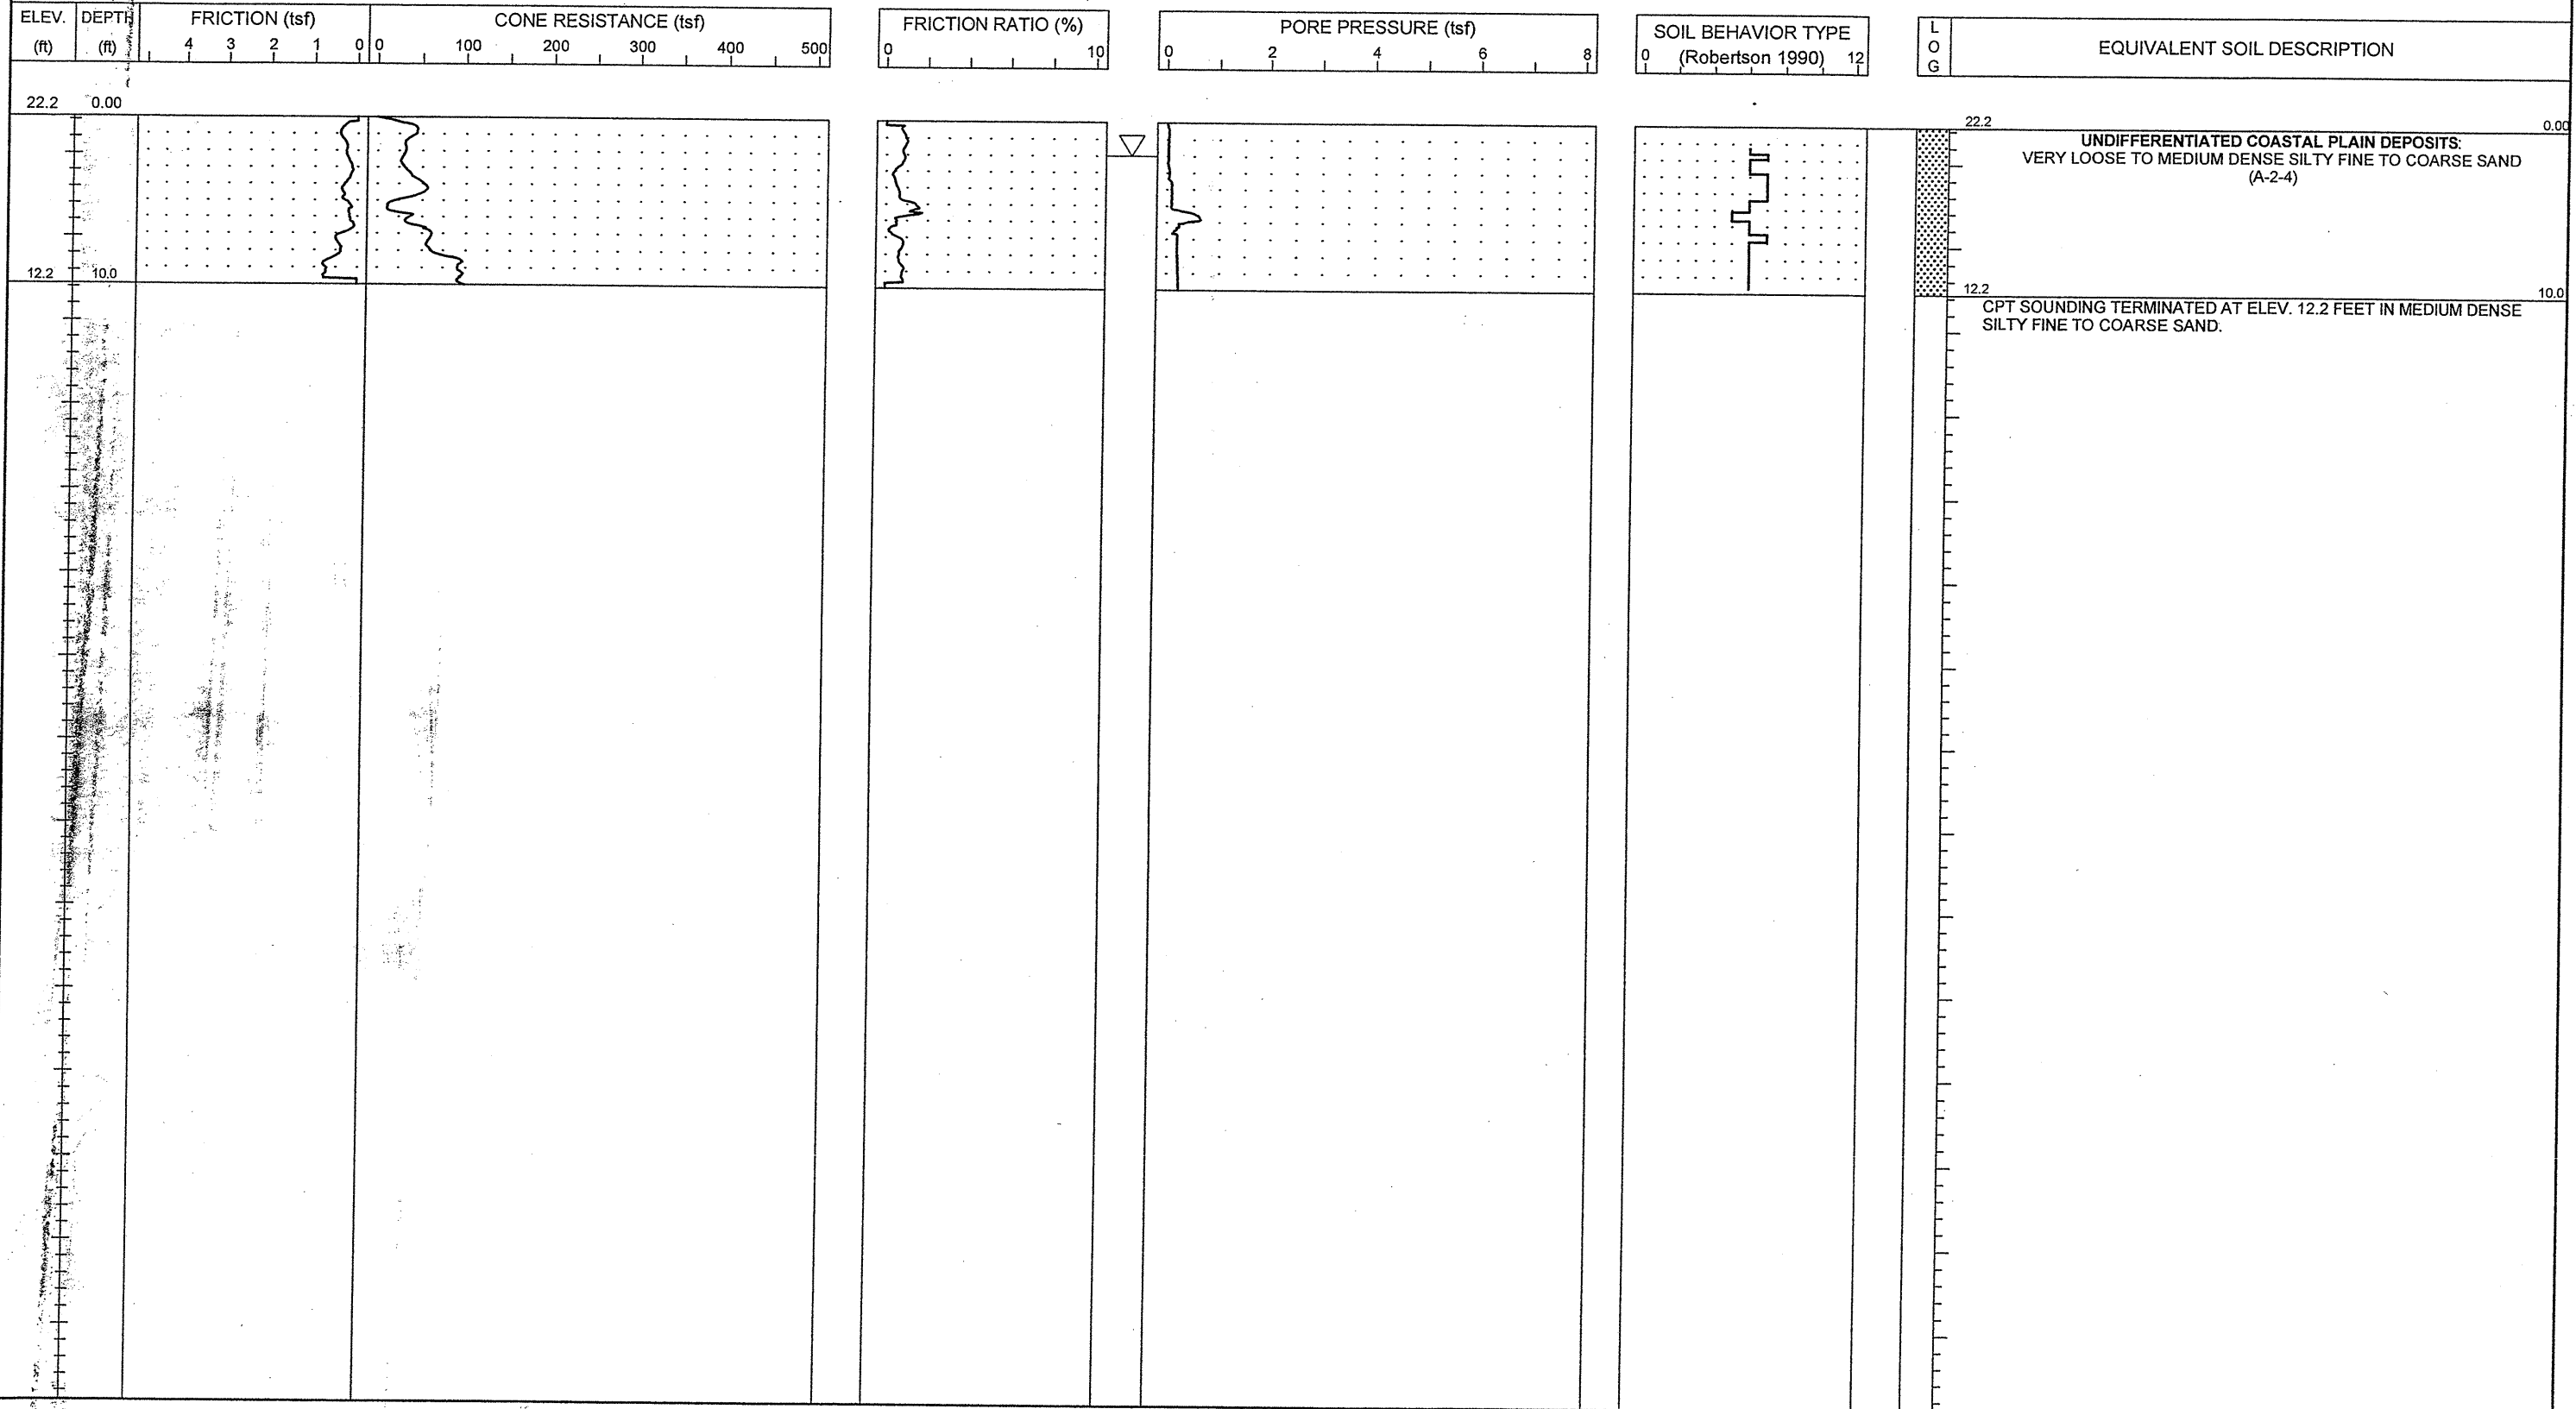 ELEV. DEPTH FRICTION (tsf) CONE RESISTANCE (tsf) FRICTION RATIO (%) PORE PRESSURE (tsf) SOIL BEHAVIOR TYPE L
(ft) (ft) 4 3 2 1 0 0 100 200 300 400 500 0 10 0 2 4 6 8 0 (Robertson 1990) 12 O EQUIVALENT SOIL DESCRIPTION
G
22.2 0.00
22.2 0.00
UNDIFFERENTIATED COASTAL PLAIN DEPOSITS:
VERY LOOSE TO MEDIUM DENSE SILTY FINE TO COARSE SAND
(A-2-4)
12.2 10.0
12.2 10.0
CPT SOUNDING TERMINATED AT ELEV. 12.2 FEET IN MEDIUM DENSE
SILTY FINE TO COARSE SAND.